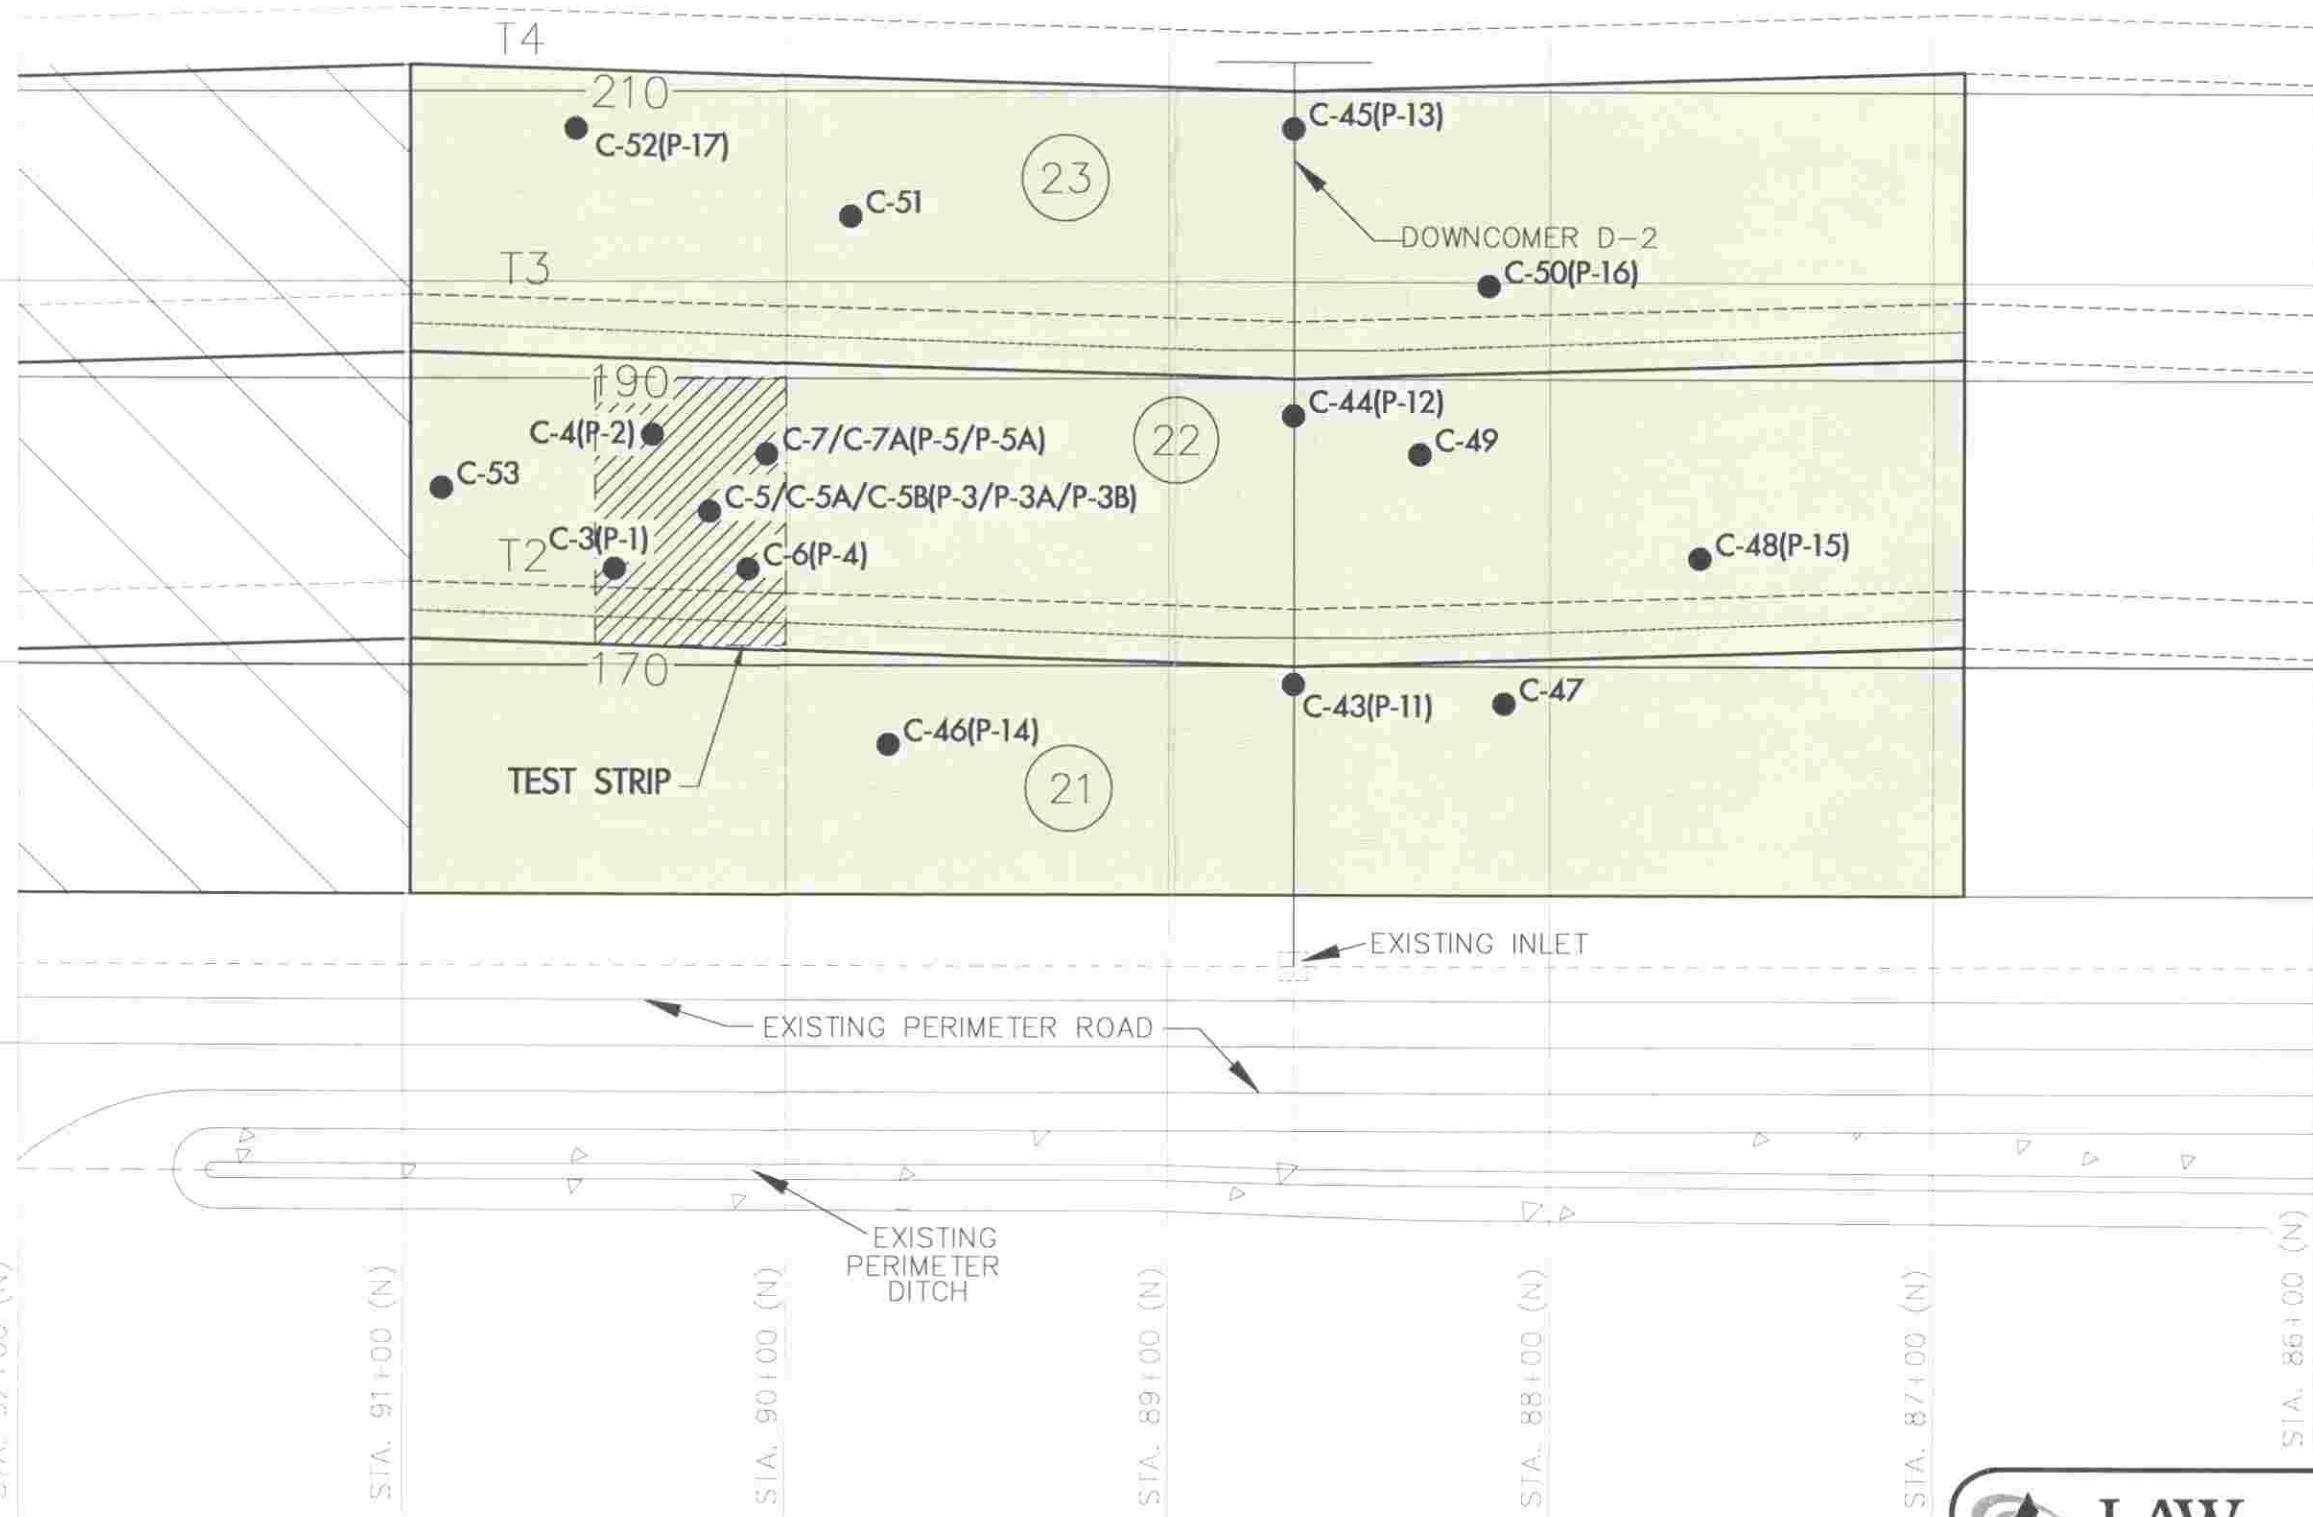 T4
210
C-45(P-13)
C-52(P-17)
23
C-51
DOWNCOMER D-2
T3
C-50(P-16)
190
C-44(P-12)
C-4(P-2)
C-7/C-7A(P-5/P-5A)
22
C-49
C-53
C-5/C-5A/C-5B(P-3/P-3A/P-3B)
T2
C-3(P-1)
C-6(P-4)
C-48(P-15)
170
C-43(P-11)
C-47
C-46(P-14)
TEST STRIP
21
EXISTING INLET
EXISTING PERIMETER ROAD
EXISTING
PERIMETER
DITCH
STA. 91+00 (N)
STA. 90+00 (N)
STA. 89+00 (N)
STA. 88+00 (N)
STA. 87+00 (N)
STA. 86+00 (N)
LAW